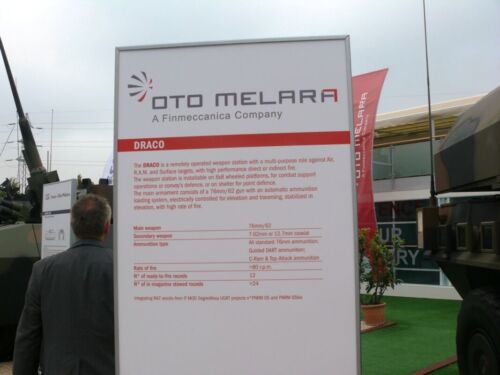 OTO MELARA
A Finmeccanica Company
DRACO
The DRACO is a remotely operated weapon station with a multi-purpose role against Air,
R.A.M. and Surface targets, with high performance direct or indirect fire.
The weapon station is installable on 8x8 wheeled platforms, for combat support
operations or convoy's defence, or on shelter for point defence.
The main armament consists of a 76mm/62 gun with an automatic ammunition
loading system, electrically controlled for elevation and traversing, stabilized in
elevation, with high rate of fire.
Main weapon 76mm/62
Secondary weapon 7.62mm or 12.7mm coaxial
Ammunition type All standard 76mm ammunition;
Guided DART ammunition;
C-Ram & Top Attack ammunition
Rate of fire >80 r.p.m.
N° of ready-to-fire rounds 12
N° of in magazine stowed rounds >24
OTO MELARA